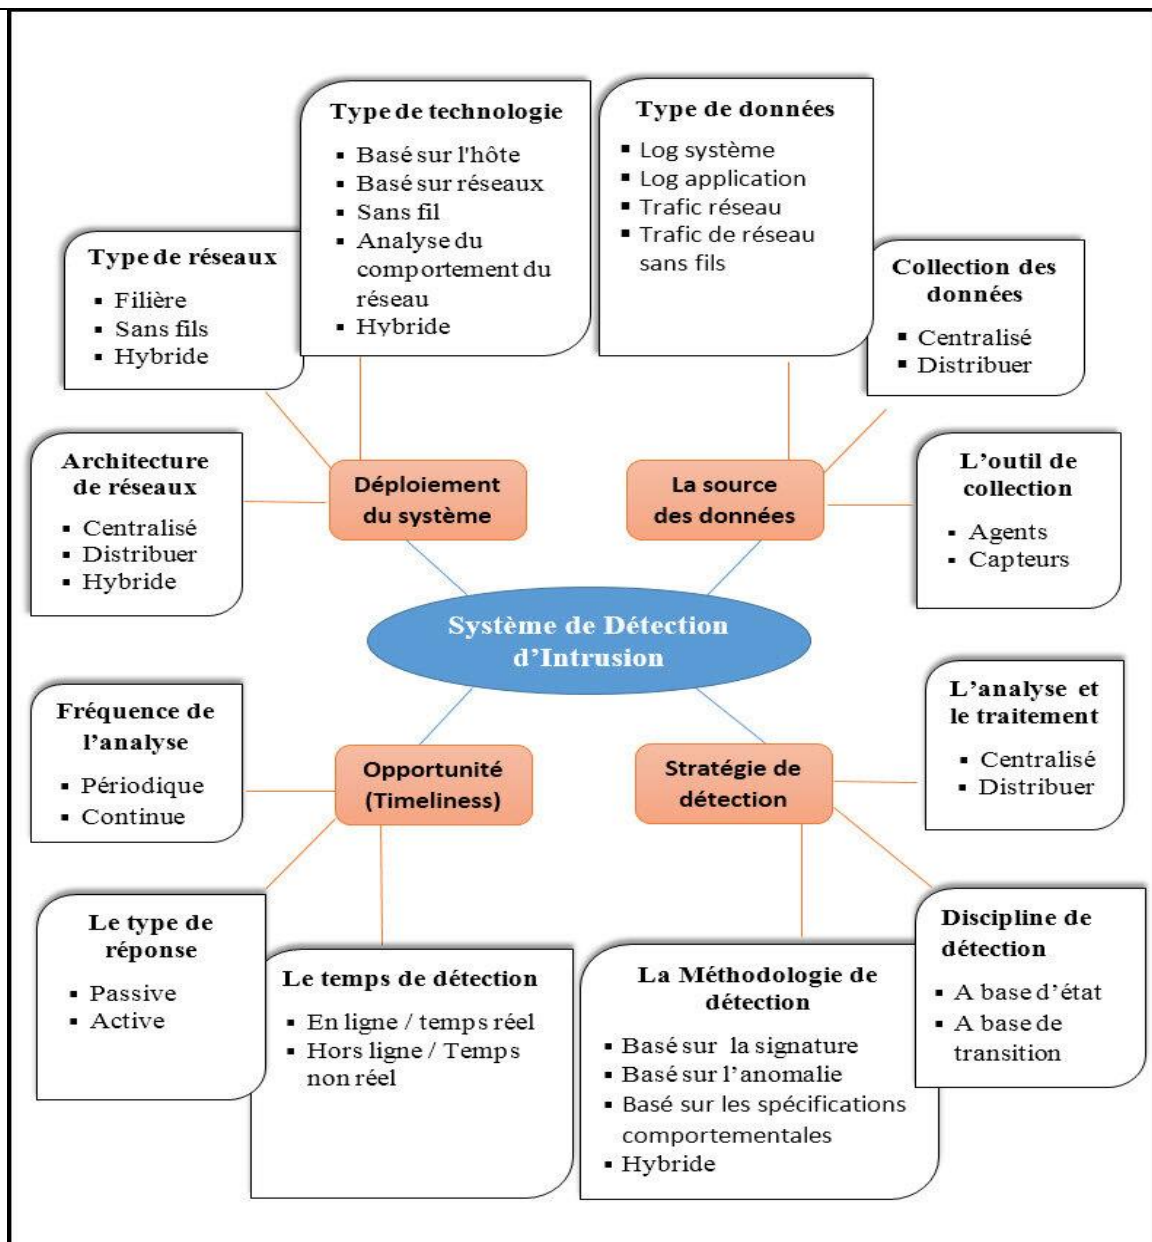 Type de technologie
▪ Basé sur l'hôte
▪ Basé sur réseaux
▪ Sans fil
▪ Analyse du
comportement du
réseau
▪ Hybride
Type de données
▪ Log système
▪ Log application
▪ Trafic réseau
▪ Trafic de réseau
sans fils
Type de réseaux
▪ Filière
▪ Sans fils
▪ Hybride
Collection des
données
▪ Centralisé
▪ Distribuer
Architecture
de réseaux
▪ Centralisé
▪ Distribuer
▪ Hybride
Déploiement
du système
La source
des données
L’outil de
collection
▪ Agents
▪ Capteurs
Système de Détection
d’Intrusion
Fréquence de
l’analyse
▪ Périodique
▪ Continue
Opportunité
(Timeliness)
Stratégie de
détection
L’analyse et
le traitement
▪ Centralisé
▪ Distribuer
Le type de
réponse
▪ Passive
▪ Active
Le temps de détection
▪ En ligne / temps réel
▪ Hors ligne / Temps
non réel
La Méthodologie de
détection
▪ Basé sur la signature
▪ Basé sur l’anomalie
▪ Basé sur les spécifications
comportementales
▪ Hybride
Discipline de
détection
▪ A base d’état
▪ A base de
transition